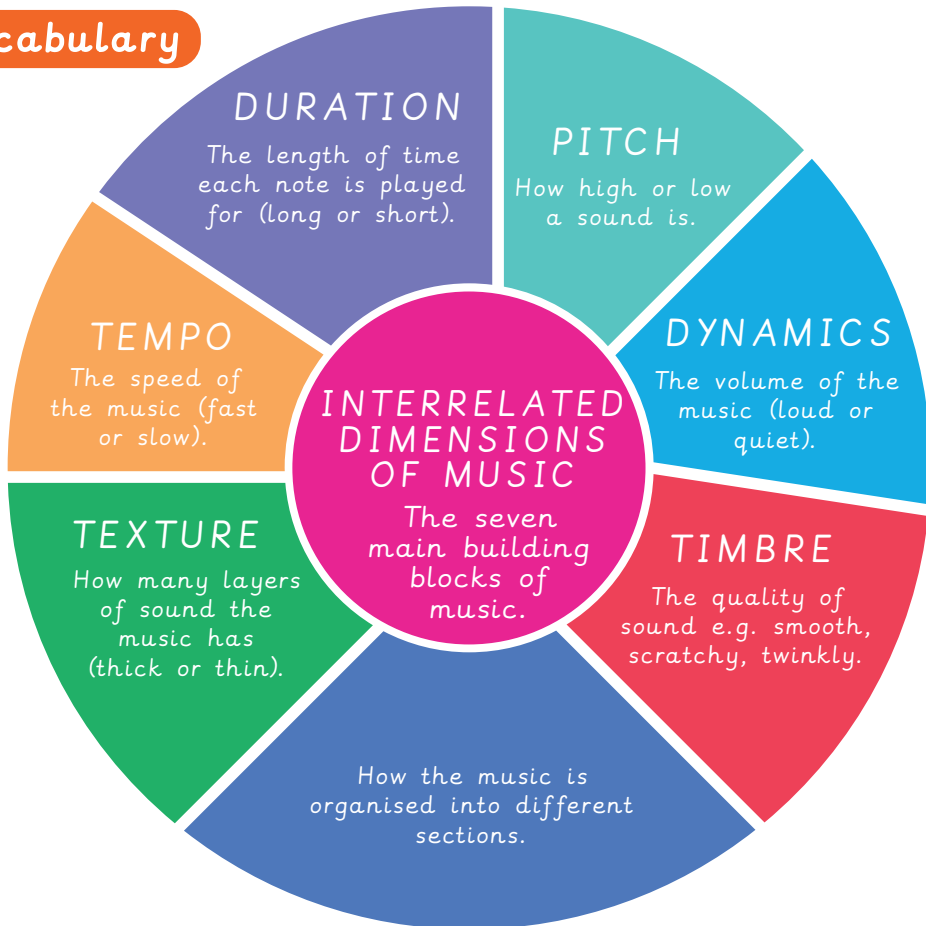 cabulary
DURATION
The length of time
each note is played
for (long or short).
PITCH
How high or low
a sound is.
DYNAMICS
The volume of the
music (loud or
quiet).
TIMBRE
The quality of
sound e.g. smooth,
scratchy, twinkly.
How the music is
organised into different
sections.
TEXTURE
How many layers
of sound the
music has
(thick or thin).
TEMPO
The speed of
the music (fast
or slow).
INTERRELATED
DIMENSIONS
OF MUSIC
The seven
main building
blocks of
music.